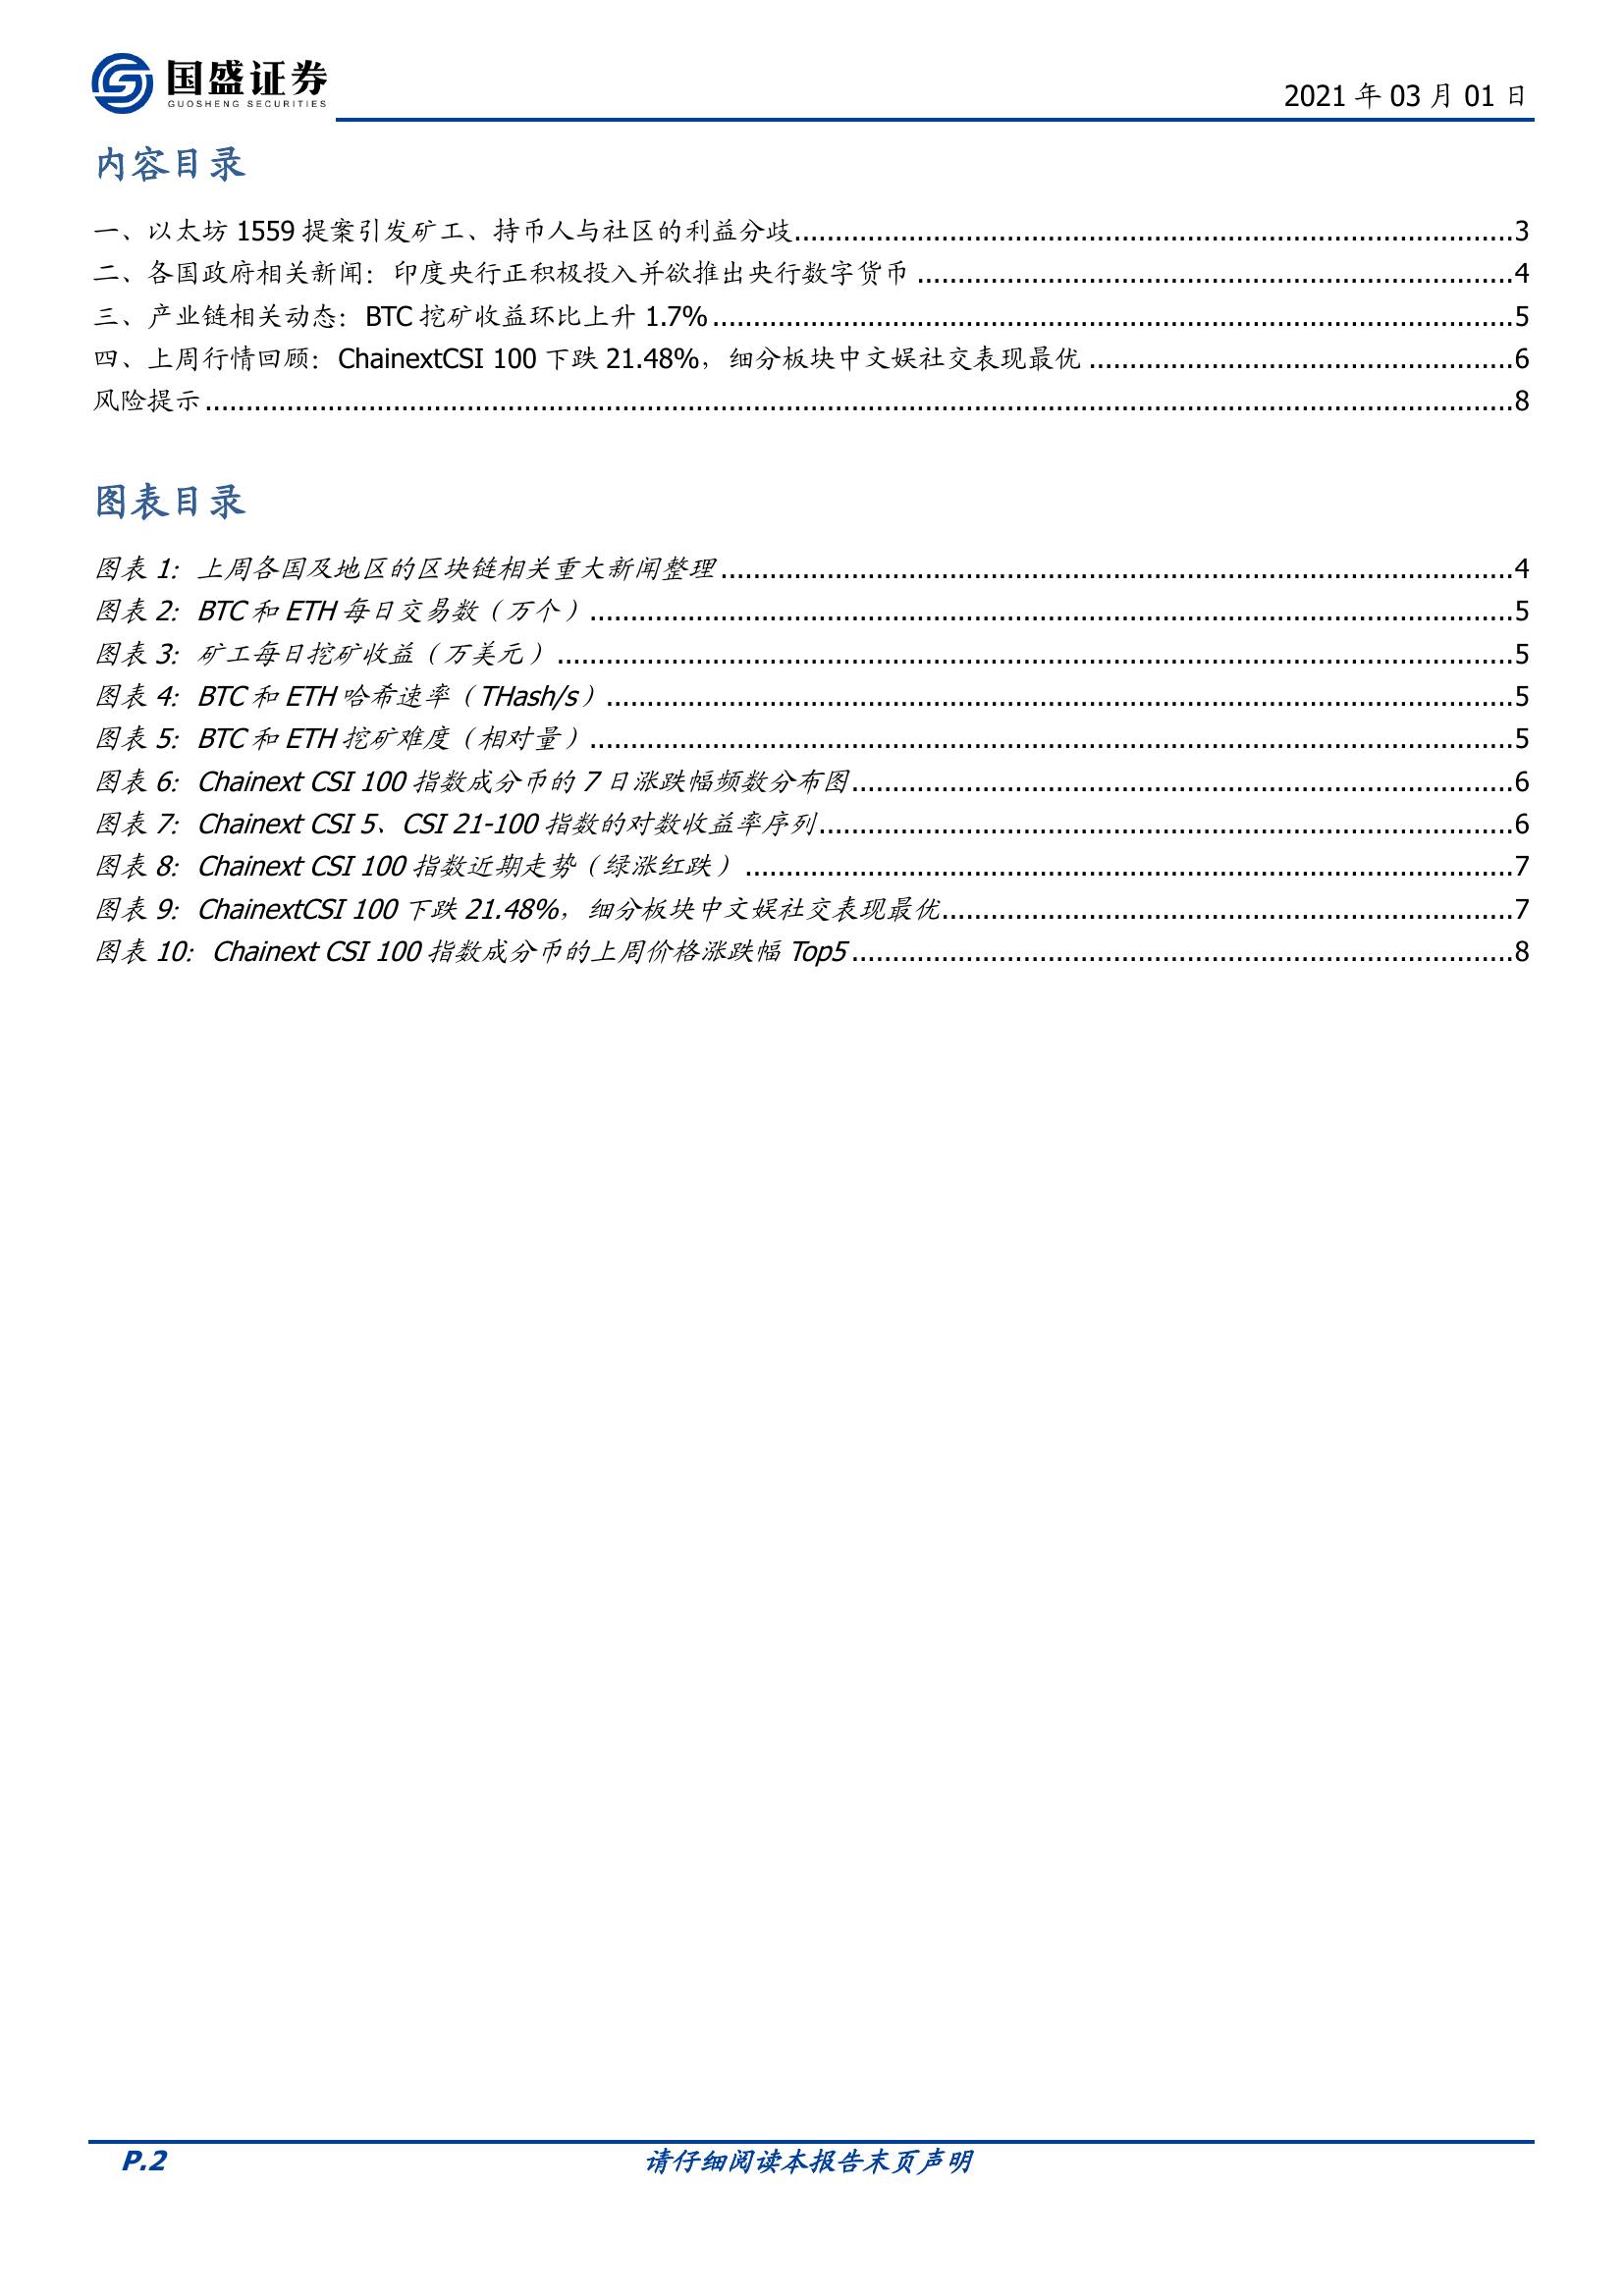 国盛证券
GUOSHENG SECURITIES
2021 年 03 月 01 日
内容目录
一、以太坊 1559 提案引发矿工、持币人与社区的利益分歧.......................................................................................3
二、各国政府相关新闻：印度央行正积极投入并欲推出央行数字货币.........................................................................4
三、产业链相关动态：BTC 挖矿收益环比上升 1.7%..................................................................................................5
四、上周行情回顾：ChainextCSI 100 下跌 21.48%，细分板块中文娱社交表现最优.....................................................6
风险提示................................................................................................................................................................8
图表目录
图表 1：上周各国及地区的区块链相关重大新闻整理.................................................................................................4
图表 2：BTC 和 ETH 每日交易数（万个）.................................................................................................................5
图表 3：矿工每日挖矿收益（万美元）.....................................................................................................................5
图表 4：BTC 和 ETH 哈希速率（THash/s）...............................................................................................................5
图表 5：BTC 和 ETH 挖矿难度（相对量）.................................................................................................................5
图表 6：Chainext CSI 100 指数成分币的 7 日涨跌幅频数分布图.................................................................................6
图表 7：Chainext CSI 5、CSI 21-100 指数的对数收益率序列.....................................................................................6
图表 8：Chainext CSI 100 指数近期走势（绿涨红跌）..............................................................................................7
图表 9：ChainextCSI 100 下跌 21.48%，细分板块中文娱社交表现最优......................................................................7
图表 10：Chainext CSI 100 指数成分币的上周价格涨跌幅 Top5.................................................................................8
P.2
请仔细阅读本报告末页声明